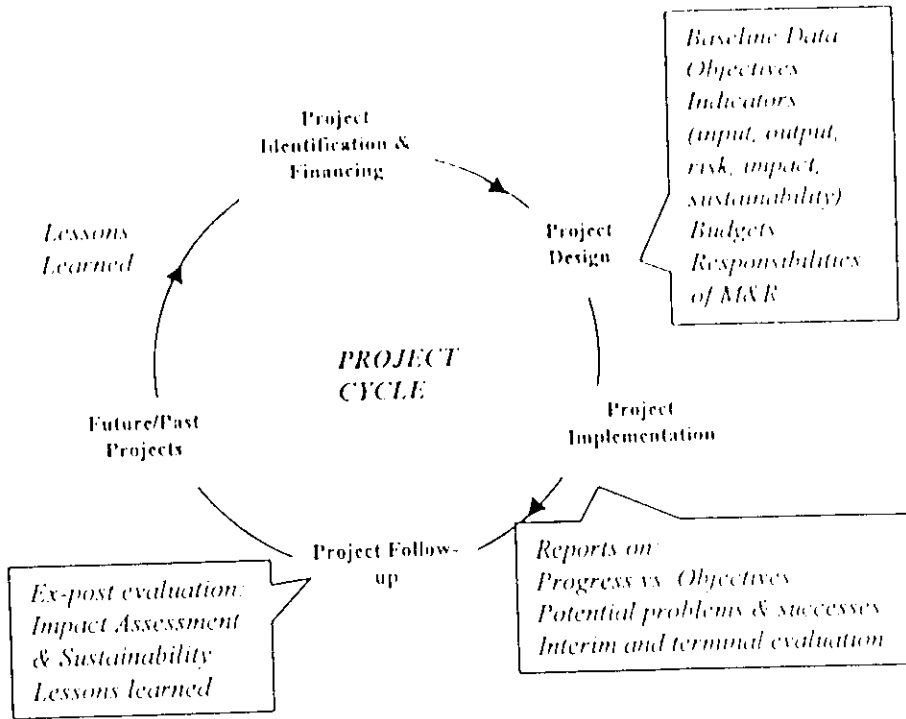 Project
Identification &
Financing
Baseline Data
Objectives
Indicators
(input, output,
risk, impact,
sustainability)
Budgets
Responsibilities
of M&R
Lessons
Learned
Project
Design
PROJECT
CYCLE
Future/Past
Projects
Project
Implementation
Project Follow-
up
Reports on:
Progress vs. Objectives
Potential problems & successes
Interim and terminal evaluation
Ex-post evaluation:
Impact Assessment
& Sustainability
Lessons learned